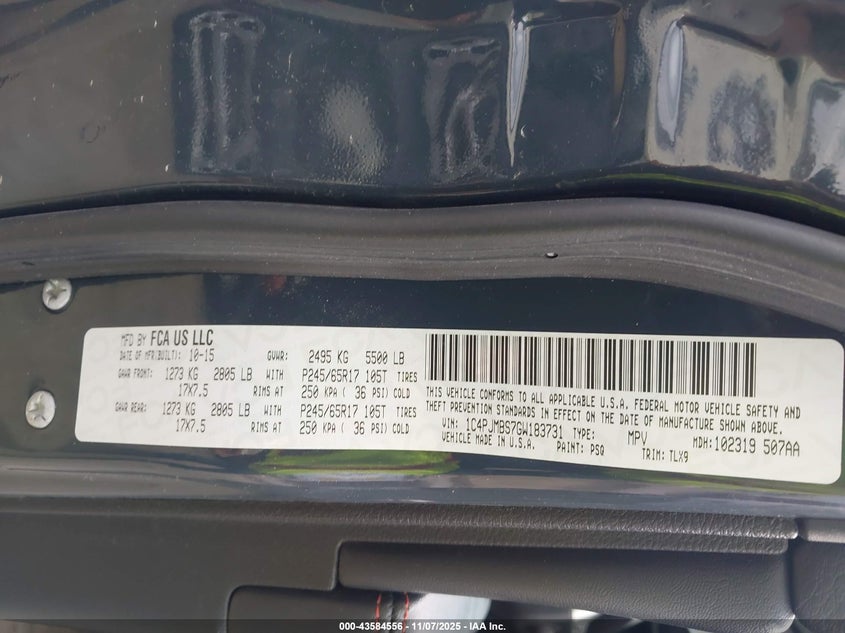 MFD BY FCA US LLC
DATE OF MFR(BUILT): 10-15 GVWR: 2495 KG 5500 LB
GAWR FRONT: 1273 KG 2805 LB WITH P245/65R17 105T TIRES
17X7.5 RIMS AT 250 KPA ( 36 PSI) COLD
GAWR REAR: 1273 KG 2805 LB WITH P245/65R17 105T TIRES
17X7.5 RIMS AT 250 KPA ( 36 PSI) COLD
THIS VEHICLE CONFORMS TO ALL APPLICABLE U.S.A. FEDERAL MOTOR VEHICLE SAFETY AND
THEFT PREVENTION STANDARDS IN EFFECT ON THE DATE OF MANUFACTURE SHOWN ABOVE.
VIN: 1C4PJMBS7GW183731 TYPE: MPV MDH:102319 507AA
VEHICLE MADE IN U.S.A. PAINT: PSQ TRIM: TLX9
000-43584556 - 11/07/2025 - IAA, Inc.